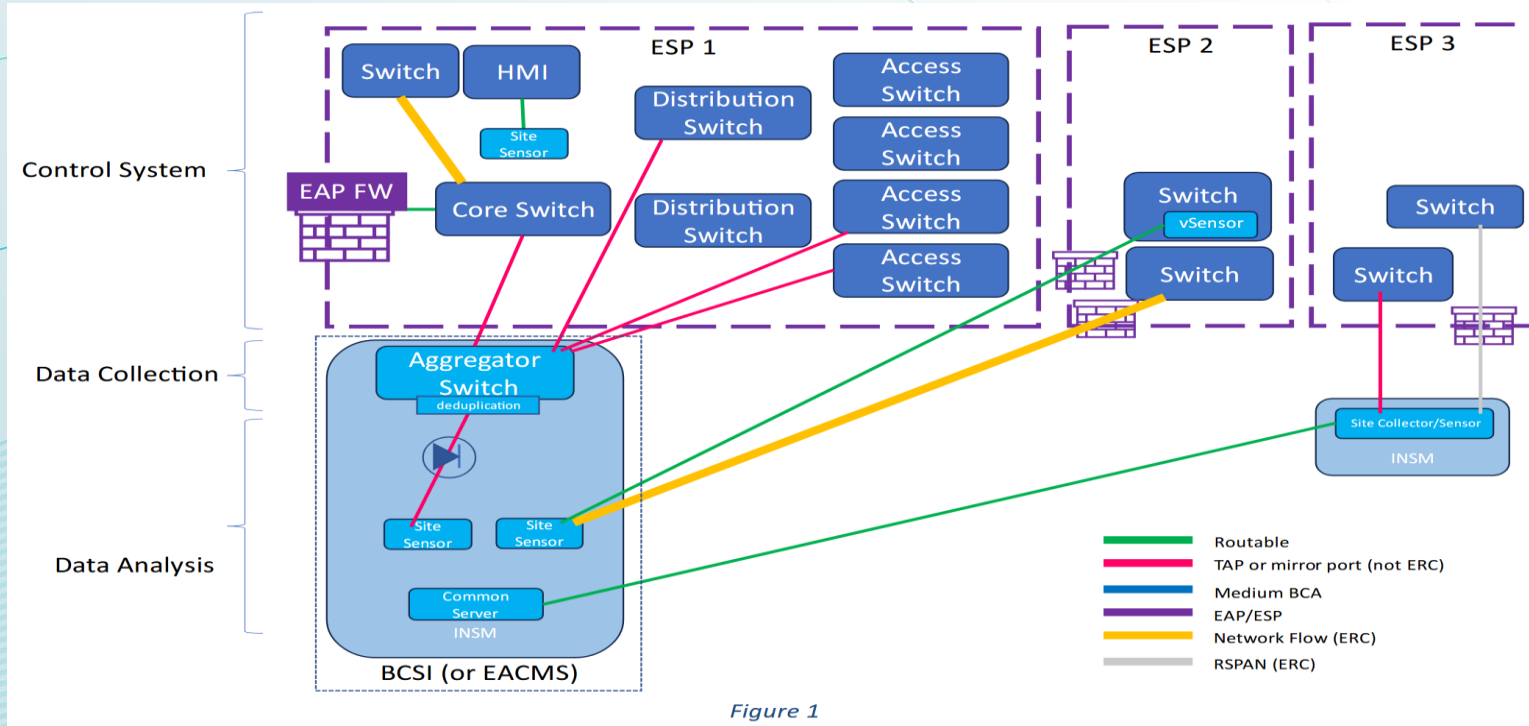 ESP 1
ESP 2
ESP 3
Control System
Switch
HMI
Site
Sensor
EAP FW
Core Switch
Distribution
Switch
Distribution
Switch
Access
Switch
Access
Switch
Access
Switch
Access
Switch
Switch
vSensor
Switch
Switch
Switch
Data Collection
Aggregator
Switch
deduplication
Site Collector/Sensor
INSM
Data Analysis
Site
Sensor
Site
Sensor
Common
Server
INSM
BCSI (or EACMS)
Routable
TAP or mirror port (not ERC)
Medium BCA
EAP/ESP
Network Flow (ERC)
RSPAN (ERC)
Figure 1